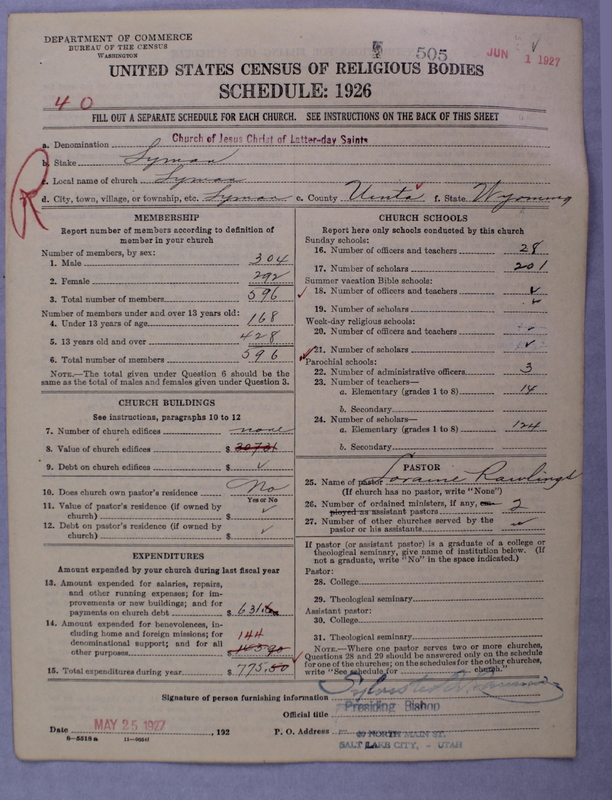 DEPARTMENT OF COMMERCE
BUREAU OF THE CENSUS
WASHINGTON
505
JUN 1 1927
UNITED STATES CENSUS OF RELIGIOUS BODIES
SCHEDULE: 1926
40
FILL OUT A SEPARATE SCHEDULE FOR EACH CHURCH. SEE INSTRUCTIONS ON THE BACK OF THIS SHEET
R
a. Denomination Church of Jesus Christ of Latter-day Saints
b. Stake Lyman
c. Local name of church Lyman
d. City, town, village, or township, etc. Lyman e. County Uinta f. State Wyoming
MEMBERSHIP
Report number of members according to definition of
member in your church
Number of members, by sex:
1. Male 304
2. Female 292
3. Total number of members 596
Number of members under and over 13 years old:
4. Under 13 years of age 168
5. 13 years old and over 428
6. Total number of members 596
NOTE.—The total given under Question 6 should be the
same as the total of males and females given under Question 3.
CHURCH BUILDINGS
See instructions, paragraphs 10 to 12
7. Number of church edifices none
8. Value of church edifices $ 30731
9. Debt on church edifices $
10. Does church own pastor's residence No
Yes or No
11. Value of pastor's residence (if owned by
church) $
12. Debt on pastor's residence (if owned by
church) $
EXPENDITURES
Amount expended by your church during last fiscal year
13. Amount expended for salaries, repairs,
and other running expenses; for im-
provements or new buildings; and for
payments on church debt $ 631
14. Amount expended for benevolences, in-
cluding home and foreign missions; for
denominational support; and for all
other purposes 144
15. Total expenditures during year $ 775.50
CHURCH SCHOOLS
Report here only schools conducted by this church
Sunday schools:
16. Number of officers and teachers 28
17. Number of scholars 201
Summer vacation Bible schools:
18. Number of officers and teachers
19. Number of scholars
Week-day religious schools:
20. Number of officers and teachers
21. Number of scholars
Parochial schools:
22. Number of administrative officers 3
23. Number of teachers—
a. Elementary (grades 1 to 8) 14
b. Secondary
24. Number of scholars—
a. Elementary (grades 1 to 8) 124
b. Secondary
PASTOR
25. Name of pastor Loraine Rawlings
(If church has no pastor, write "None")
26. Number of ordained ministers, if any, em-
ployed as assistant pastors 2
27. Number of other churches served by the
pastor or his assistants
If pastor (or assistant pastor) is a graduate of a college or
theological seminary, give name of institution below. (If
not a graduate, write "No" in the space indicated.)
Pastor:
28. College
29. Theological seminary
Assistant pastor:
30. College
31. Theological seminary
NOTE.—Where one pastor serves two or more churches,
Questions 28 and 29 should be answered only on the schedule
for one of the churches; on the schedules for the other churches,
write "See schedule for church."
Signature of person furnishing information Sylvester Q. Cannon
Official title Presiding Bishop
Date MAY 25 1927, 192
P. O. Address 40 NORTH MAIN ST.
SALT LAKE CITY, - UTAH
8-5518a